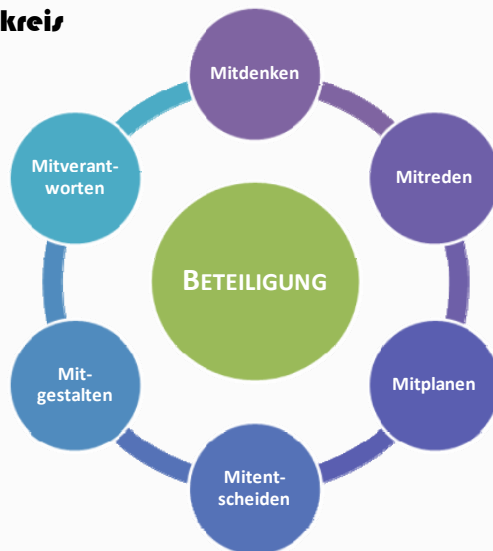 kreis
Mitdenken
Mitreden
Mitplanen
Mitent-
scheiden
Mit-
gestalten
Mitverant-
worten
BETEILIGUNG